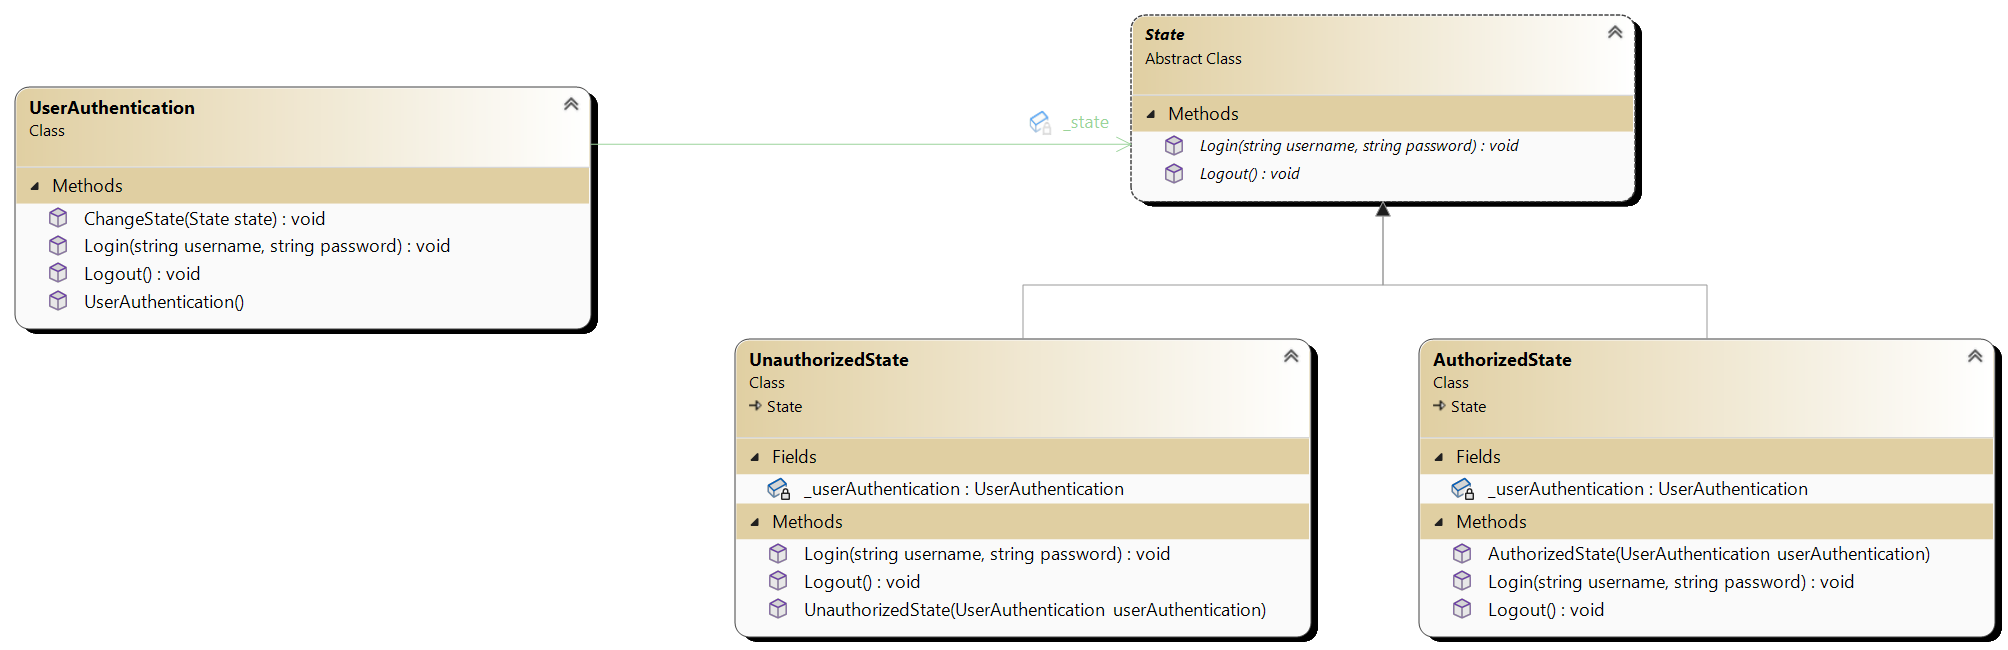 UserAuthentication
Class
Methods
ChangeState(State state) : void
Login(string username, string password) : void
Logout() : void
UserAuthentication()
_state
State
Abstract Class
Methods
Login(string username, string password) : void
Logout() : void
UnauthorizedState
Class
State
Fields
_userAuthentication : UserAuthentication
Methods
Login(string username, string password) : void
Logout() : void
UnauthorizedState(UserAuthentication userAuthentication)
AuthorizedState
Class
State
Fields
_userAuthentication : UserAuthentication
Methods
AuthorizedState(UserAuthentication userAuthentication)
Login(string username, string password) : void
Logout() : void